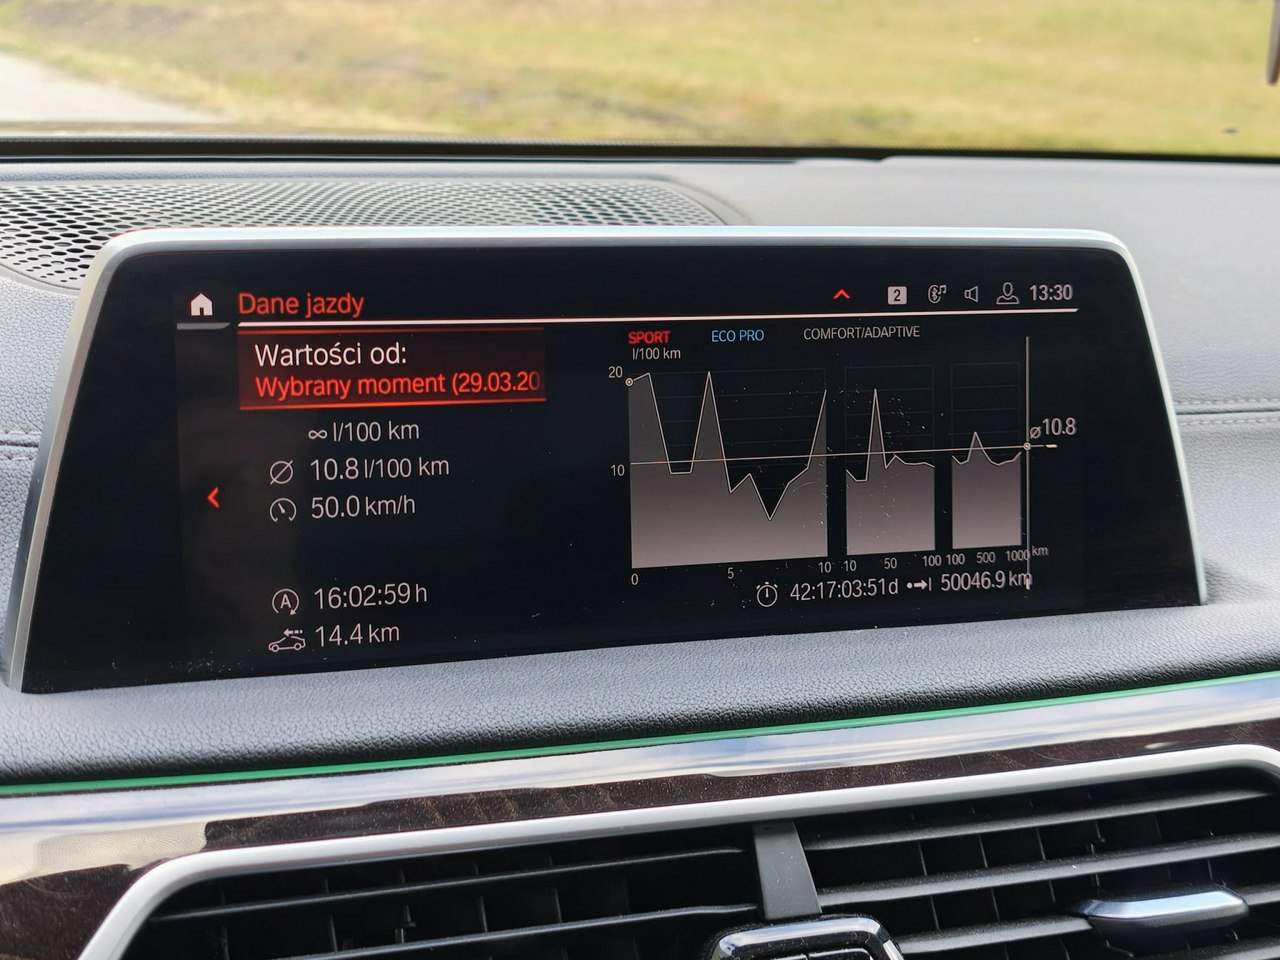 Dane jazdy
2
13:30
Wartości od:
Wybrany moment (29.03.20
∞ l/100 km
Ø 10.8 l/100 km
50.0 km/h
A 16:02:59 h
14.4 km
SPORT ECO PRO COMFORT/ADAPTIVE
l/100 km
20
10
ø10.8
0 5 10 10 50 100 100 500 1000 km
42:17:03:51d 50046.9 km